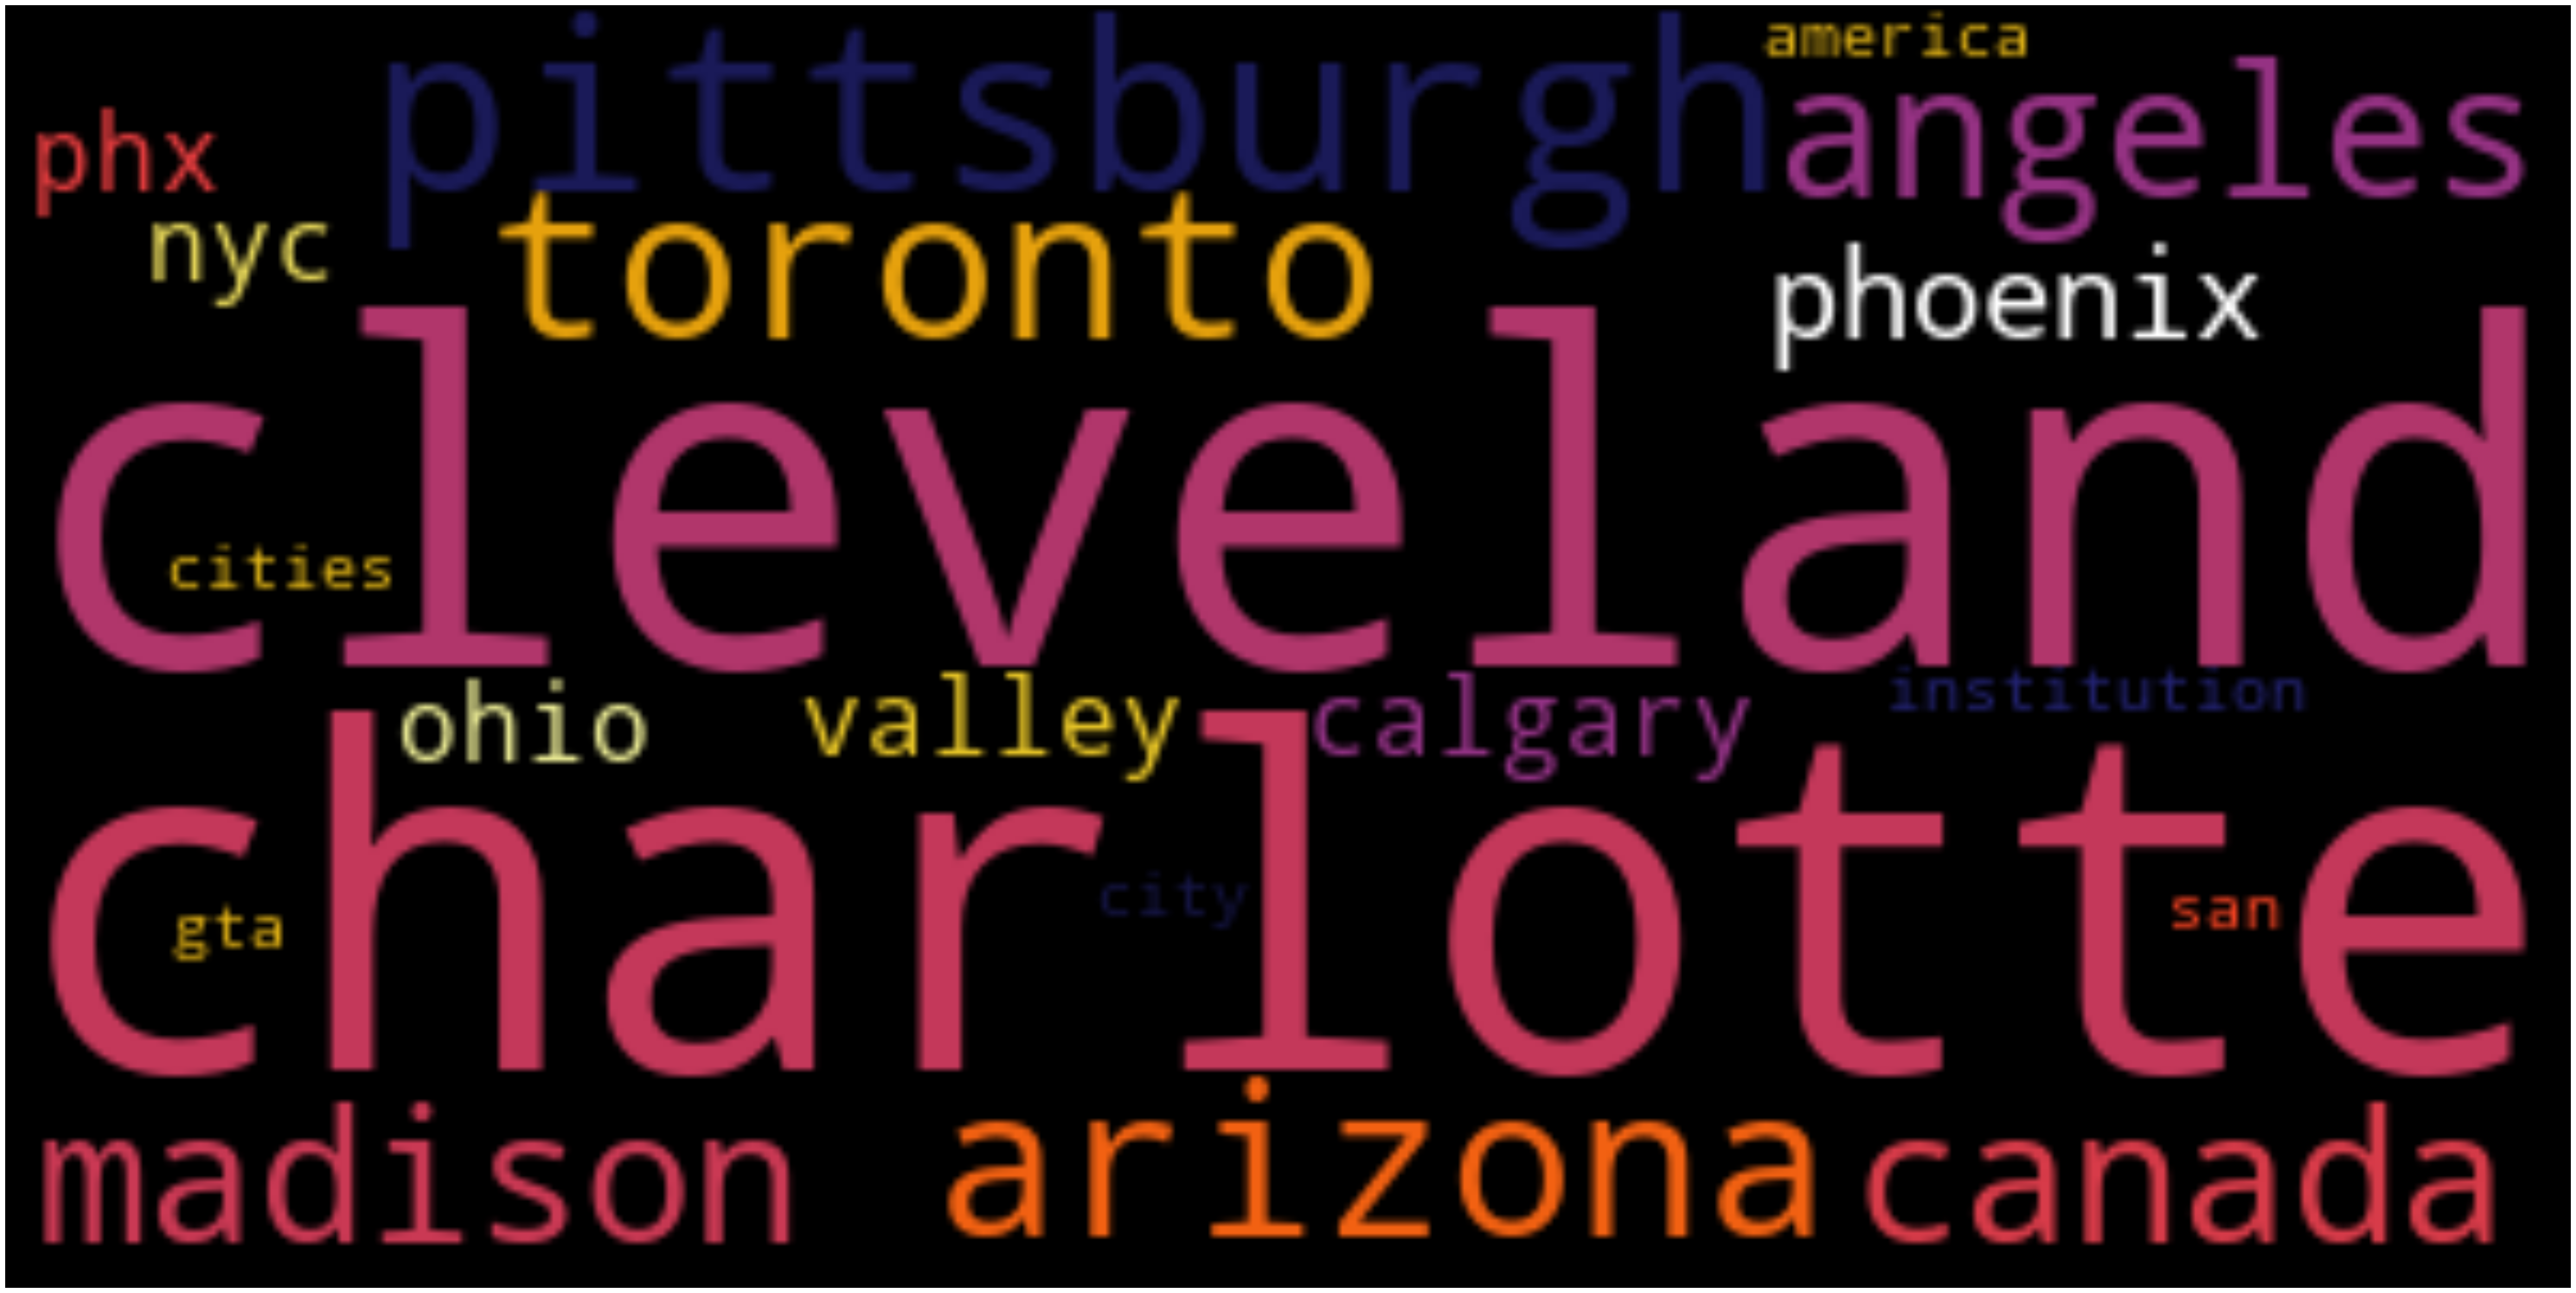 america
pittsburgh
angeles
phx
nyc
toronto
phoenix
cleveland
cities
ohio
valley
calgary
institution
charlotte
city
gta
san
madison
arizona
canada